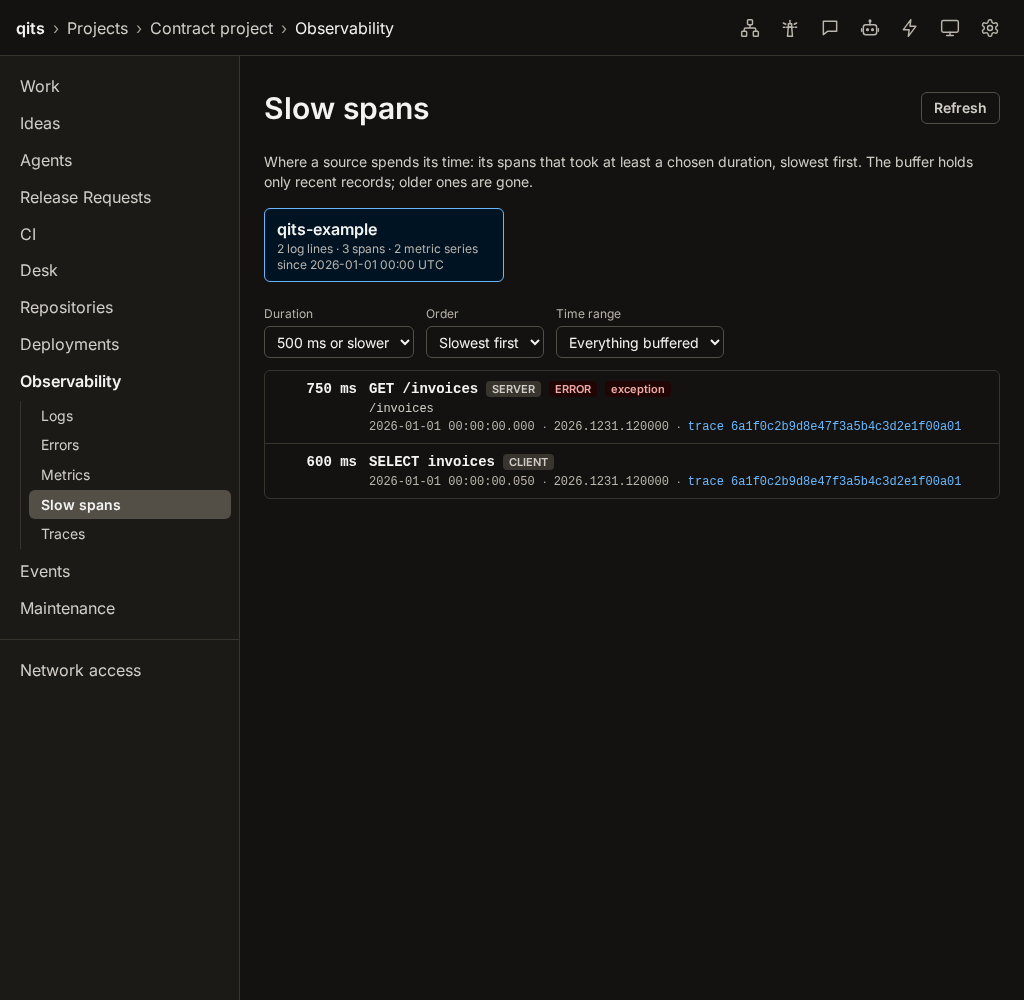 qits › Projects › Contract project › Observability
Work
Ideas
Agents
Release Requests
CI
Desk
Repositories
Deployments
Observability
Logs
Errors
Metrics
Slow spans
Traces
Events
Maintenance
Network access
Slow spans
Refresh
Where a source spends its time: its spans that took at least a chosen duration, slowest first. The buffer holds
only recent records; older ones are gone.
qits-example
2 log lines · 3 spans · 2 metric series
since 2026-01-01 00:00 UTC
Duration Order Time range
500 ms or slower Slowest first Everything buffered
750 ms GET /invoices SERVER ERROR exception
/invoices
2026-01-01 00:00:00.000 · 2026.1231.120000 · trace 6a1f0c2b9d8e47f3a5b4c3d2e1f00a01
600 ms SELECT invoices CLIENT
2026-01-01 00:00:00.050 · 2026.1231.120000 · trace 6a1f0c2b9d8e47f3a5b4c3d2e1f00a01